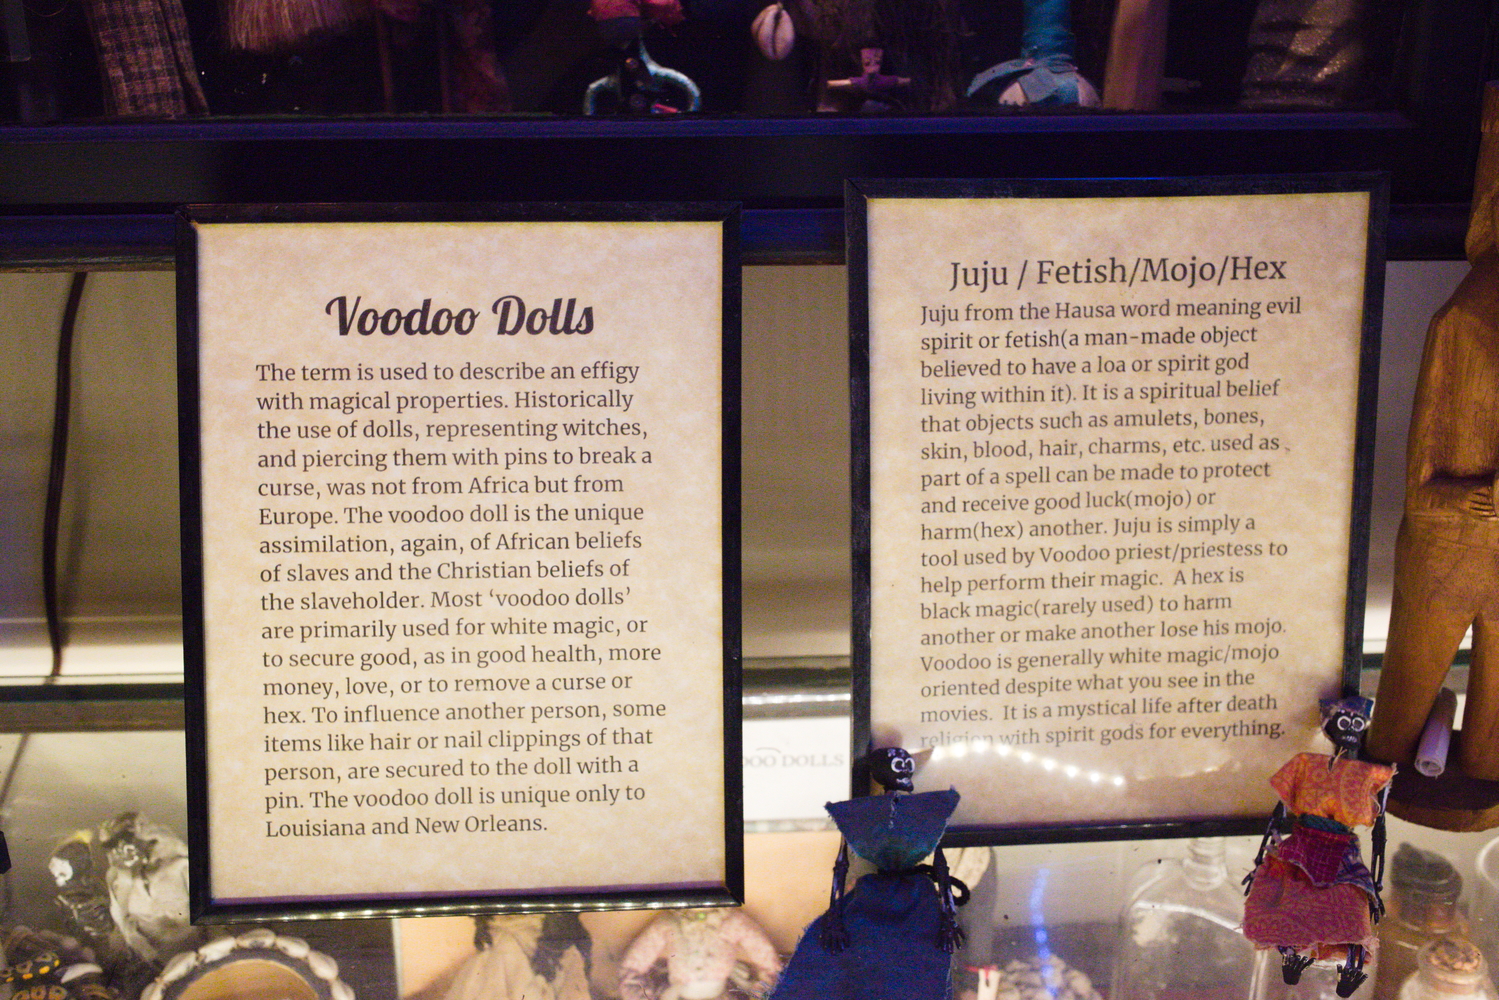 Voodoo Dolls
The term is used to describe an effigy
with magical properties. Historically
the use of dolls, representing witches,
and piercing them with pins to break a
curse, was not from Africa but from
Europe. The voodoo doll is the unique
assimilation, again, of African beliefs
of slaves and the Christian beliefs of
the slaveholder. Most ‘voodoo dolls’
are primarily used for white magic, or
to secure good, as in good health, more
money, love, or to remove a curse or
hex. To influence another person, some
items like hair or nail clippings of that
person, are secured to the doll with a
pin. The voodoo doll is unique only to
Louisiana and New Orleans.
Juju / Fetish/Mojo/Hex
Juju from the Hausa word meaning evil
spirit or fetish(a man-made object
believed to have a loa or spirit god
living within it). It is a spiritual belief
that objects such as amulets, bones,
skin, blood, hair, charms, etc. used as
part of a spell can be made to protect
and receive good luck(mojo) or
harm(hex) another. Juju is simply a
tool used by Voodoo priest/priestess to
help perform their magic.  A hex is
black magic(rarely used) to harm
another or make another lose his mojo.
Voodoo is generally white magic/mojo
oriented despite what you see in the
movies.  It is a mystical life after death
religion with spirit gods for everything.
DOLLS